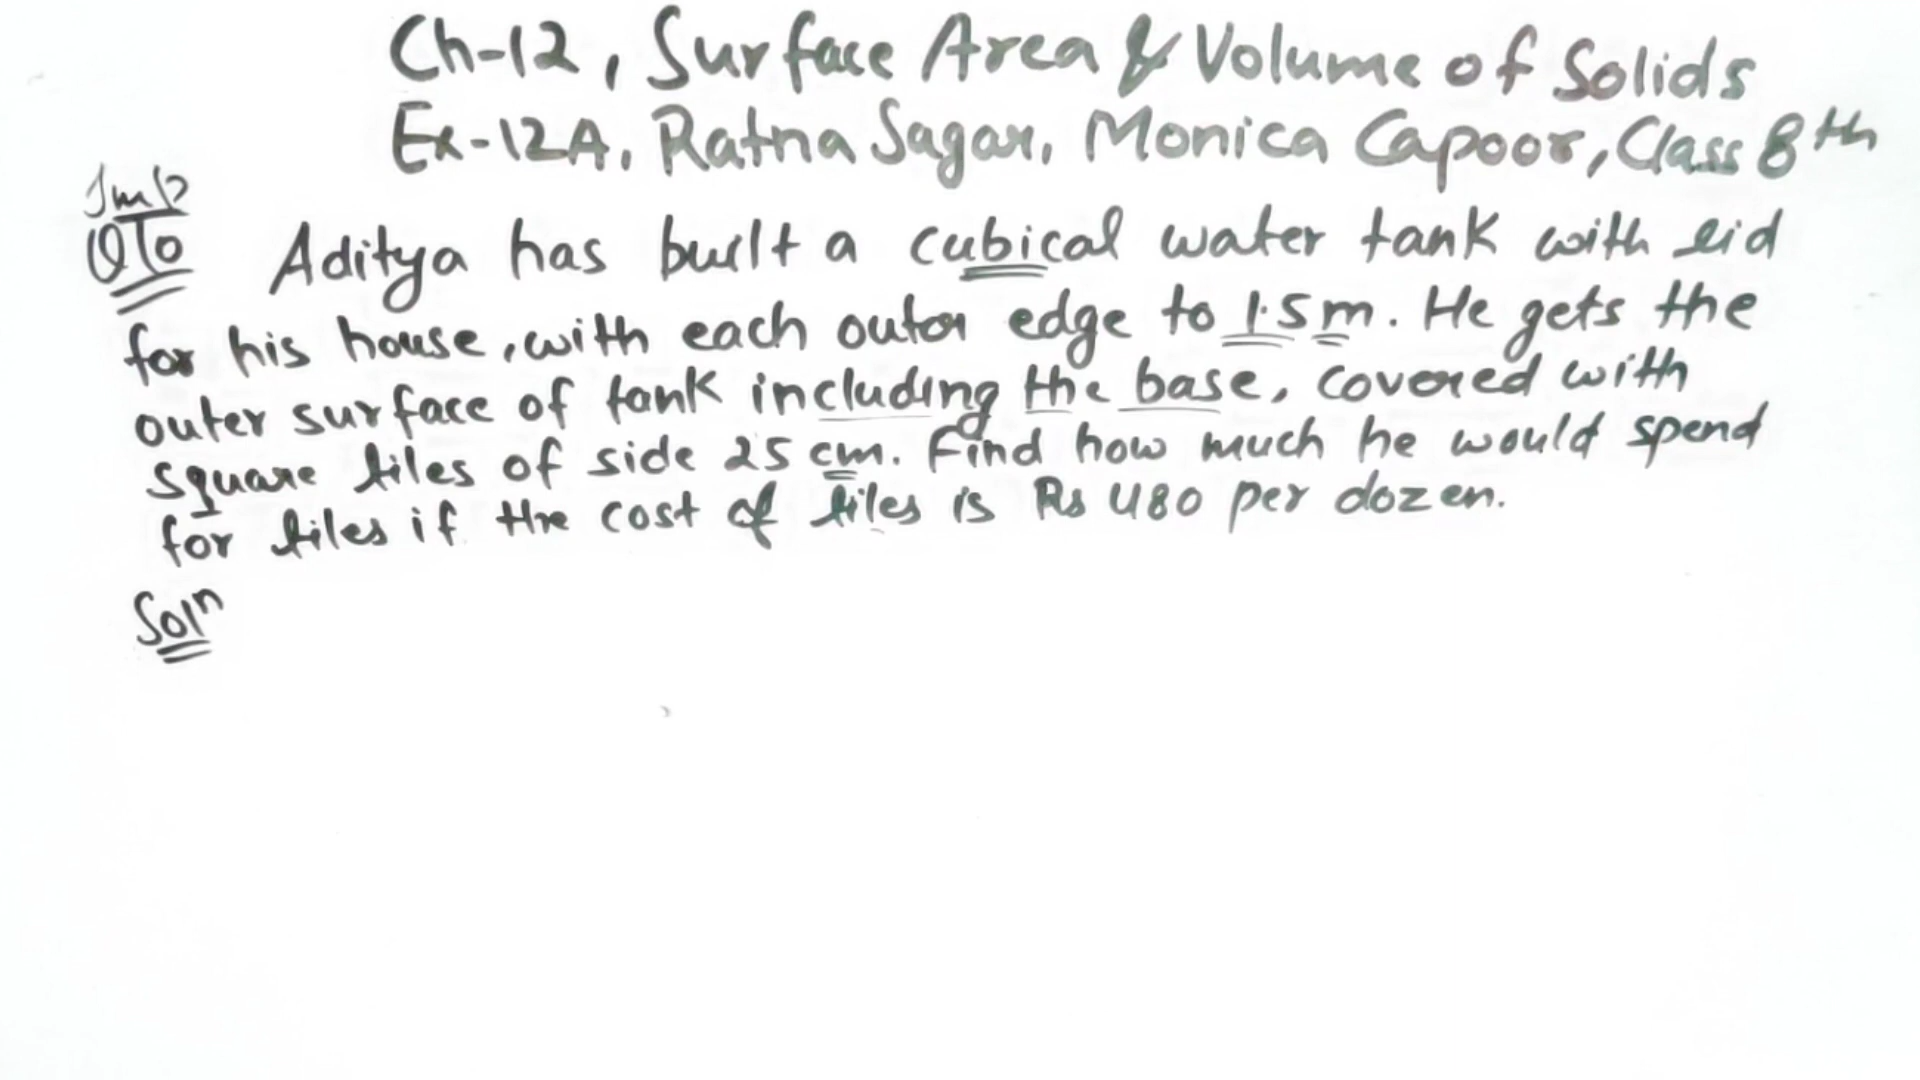 Ch-12, Surface Area & Volume of Solids
Ex-12A, Ratna Sagar, Monica Capoor, Class 8th
Imp
Q10 Aditya has built a cubical water tank with lid
for his house, with each outer edge to 1.5m. He gets the
outer surface of tank including the base, covered with
square tiles of side 25 cm. Find how much he would spend
for tiles if the cost of tiles is Rs 480 per dozen.
Soln